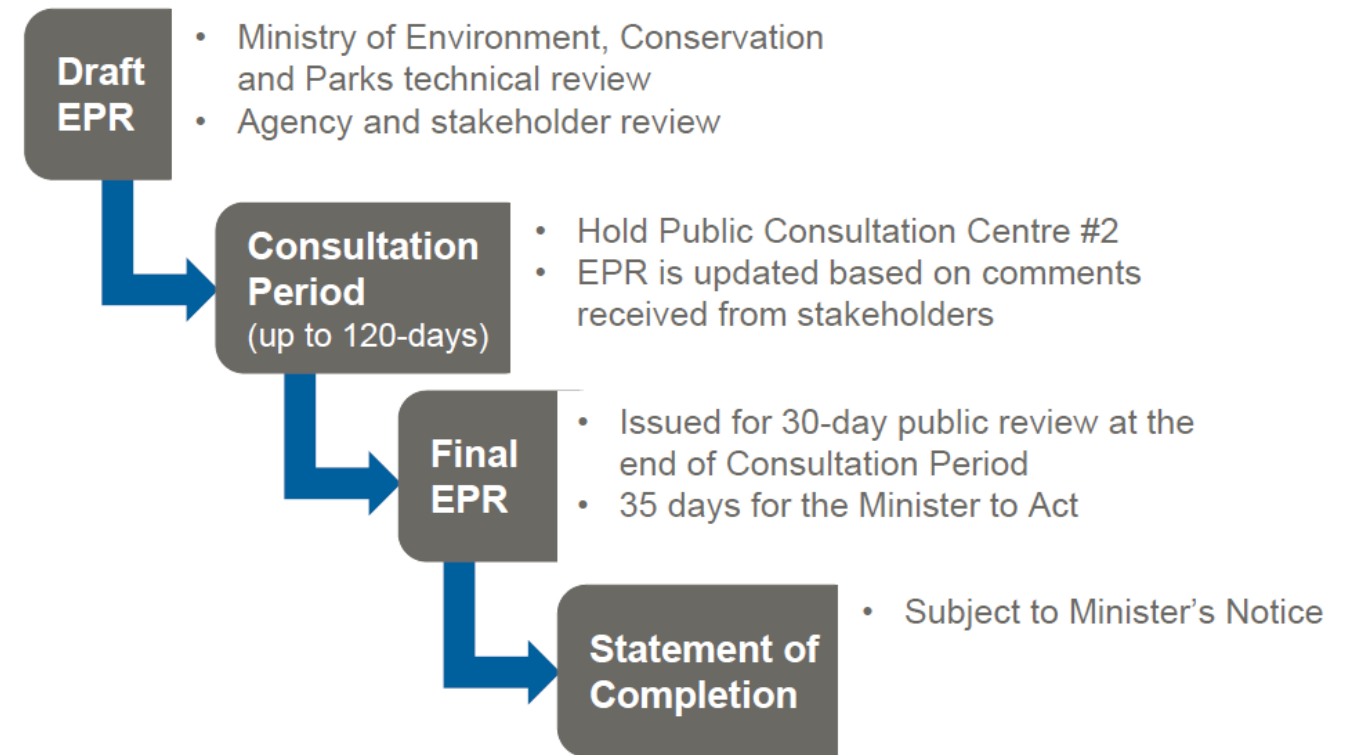 Draft
EPR
• Ministry of Environment, Conservation
and Parks technical review
• Agency and stakeholder review
Consultation
Period
(up to 120-days)
• Hold Public Consultation Centre #2
• EPR is updated based on comments
received from stakeholders
Final
EPR
• Issued for 30-day public review at the
end of Consultation Period
• 35 days for the Minister to Act
Statement of
Completion
• Subject to Minister’s Notice